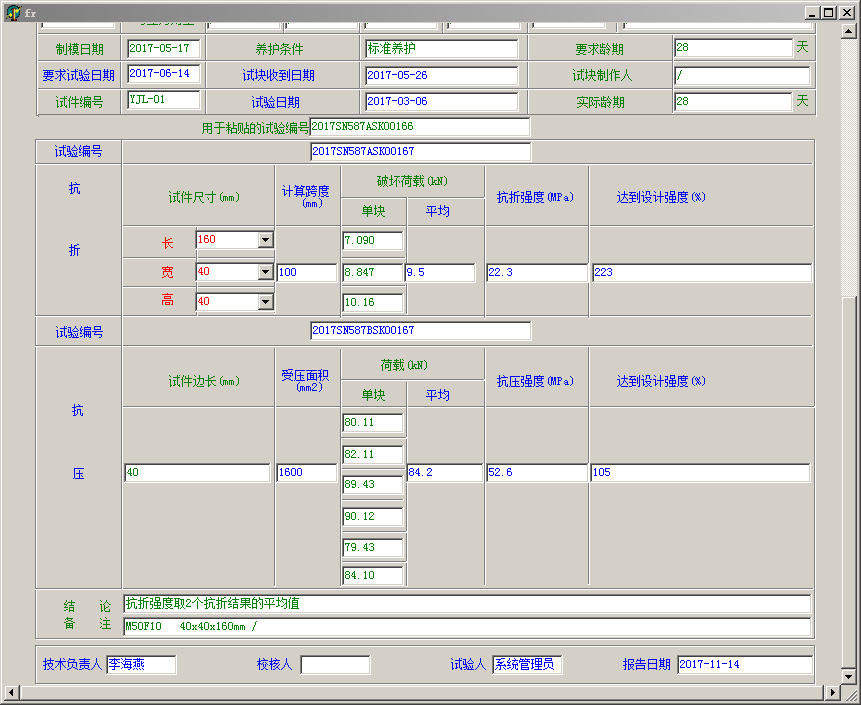 fr
制模日期 2017-05-17 养护条件 标准养护 要求龄期 28 天
要求试验日期 2017-06-14 试块收到日期 2017-05-26 试块制作人 /
试件编号 YJL-01 试验日期 2017-03-06 实际龄期 28 天
用于粘贴的试验编号 2017SN587ASK00166
试验编号 2017SN587ASK00167
抗
折
试件尺寸(mm)
计算跨度
(mm)
破坏荷载(kN)
单块 平均
抗折强度(MPa)
达到设计强度(%)
长 160 7.090
宽 40 100 8.847 9.5 22.3 223
高 40 10.16
试验编号 2017SN587BSK00167
抗
压
试件边长(mm)
受压面积
(mm2)
荷载(kN)
单块 平均
抗压强度(MPa)
达到设计强度(%)
80.11
82.11
40 1600 84.2 52.6 105
89.43
90.12
79.43
84.10
结 论 抗折强度取2个抗折结果的平均值
备 注 M50F10 40x40x160mm /
技术负责人 李海燕 校核人 试验人 系统管理员 报告日期 2017-11-14